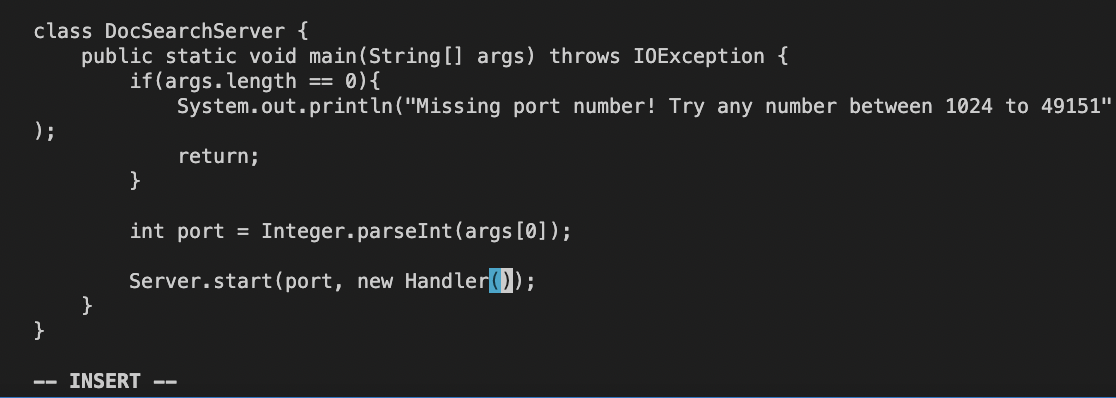 class DocSearchServer {
    public static void main(String[] args) throws IOException {
        if(args.length == 0){
            System.out.println("Missing port number! Try any number between 1024 to 49151"
);
            return;
        }

        int port = Integer.parseInt(args[0]);

        Server.start(port, new Handler());
    }
}

-- INSERT --